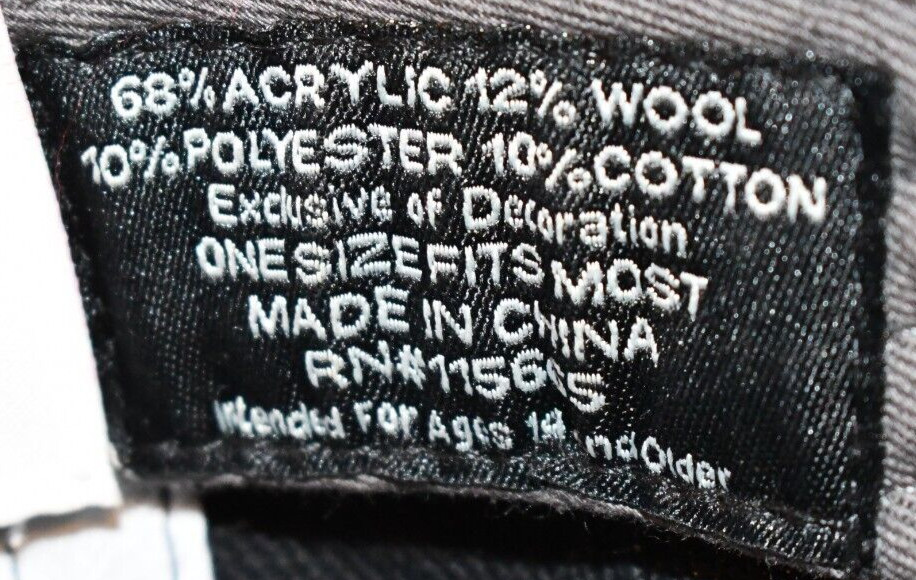 68% ACRYLIC 12% WOOL
10% POLYESTER 10% COTTON
Exclusive of Decoration
ONE SIZE FITS MOST
MADE IN CHINA
Intended For Ages and Older